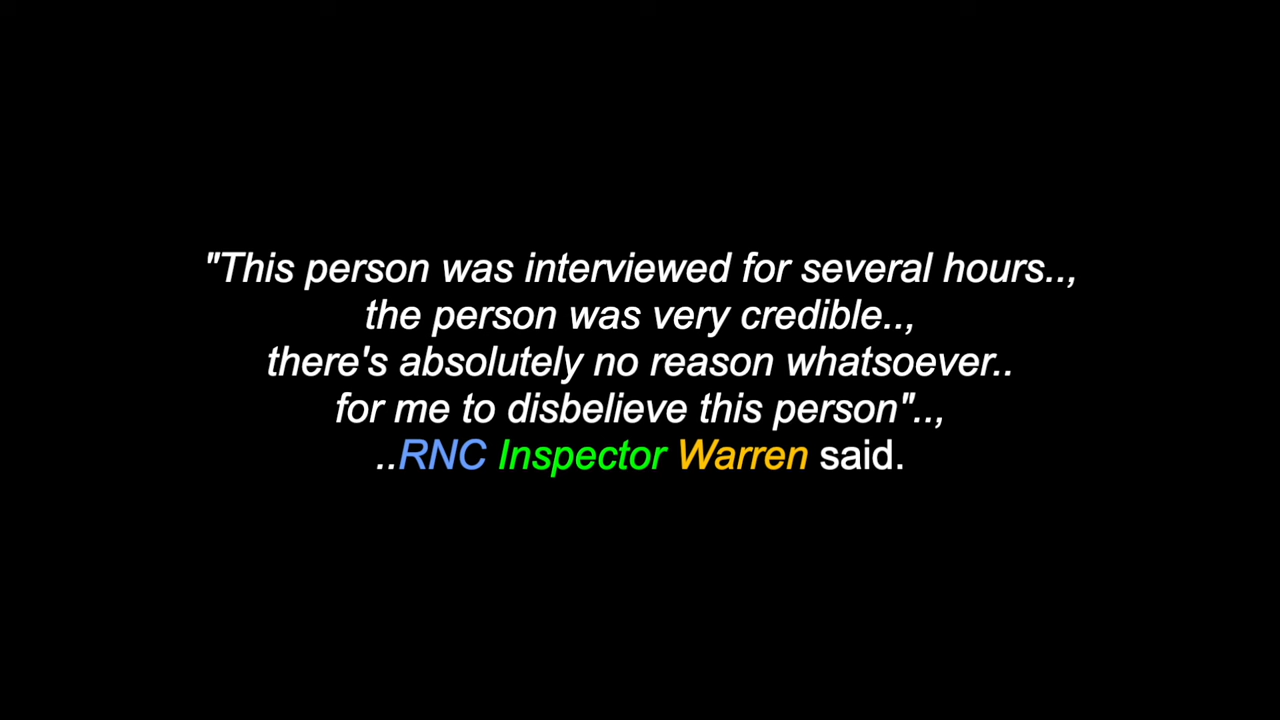 "This person was interviewed for several hours..,
the person was very credible..,
there's absolutely no reason whatsoever..
for me to disbelieve this person"..,
..RNC Inspector Warren said.